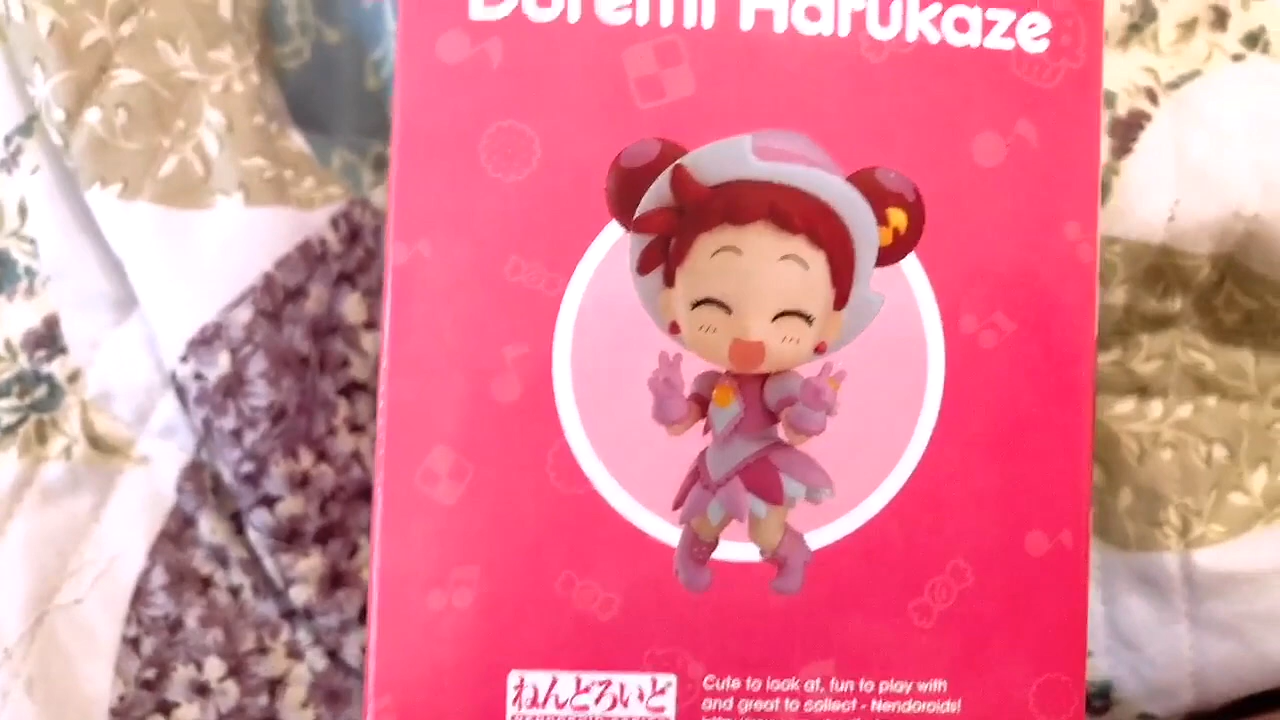 Doremi Harukaze
ねんどろいど
Cute to look at, fun to play with
and great to collect - Nendoroids!